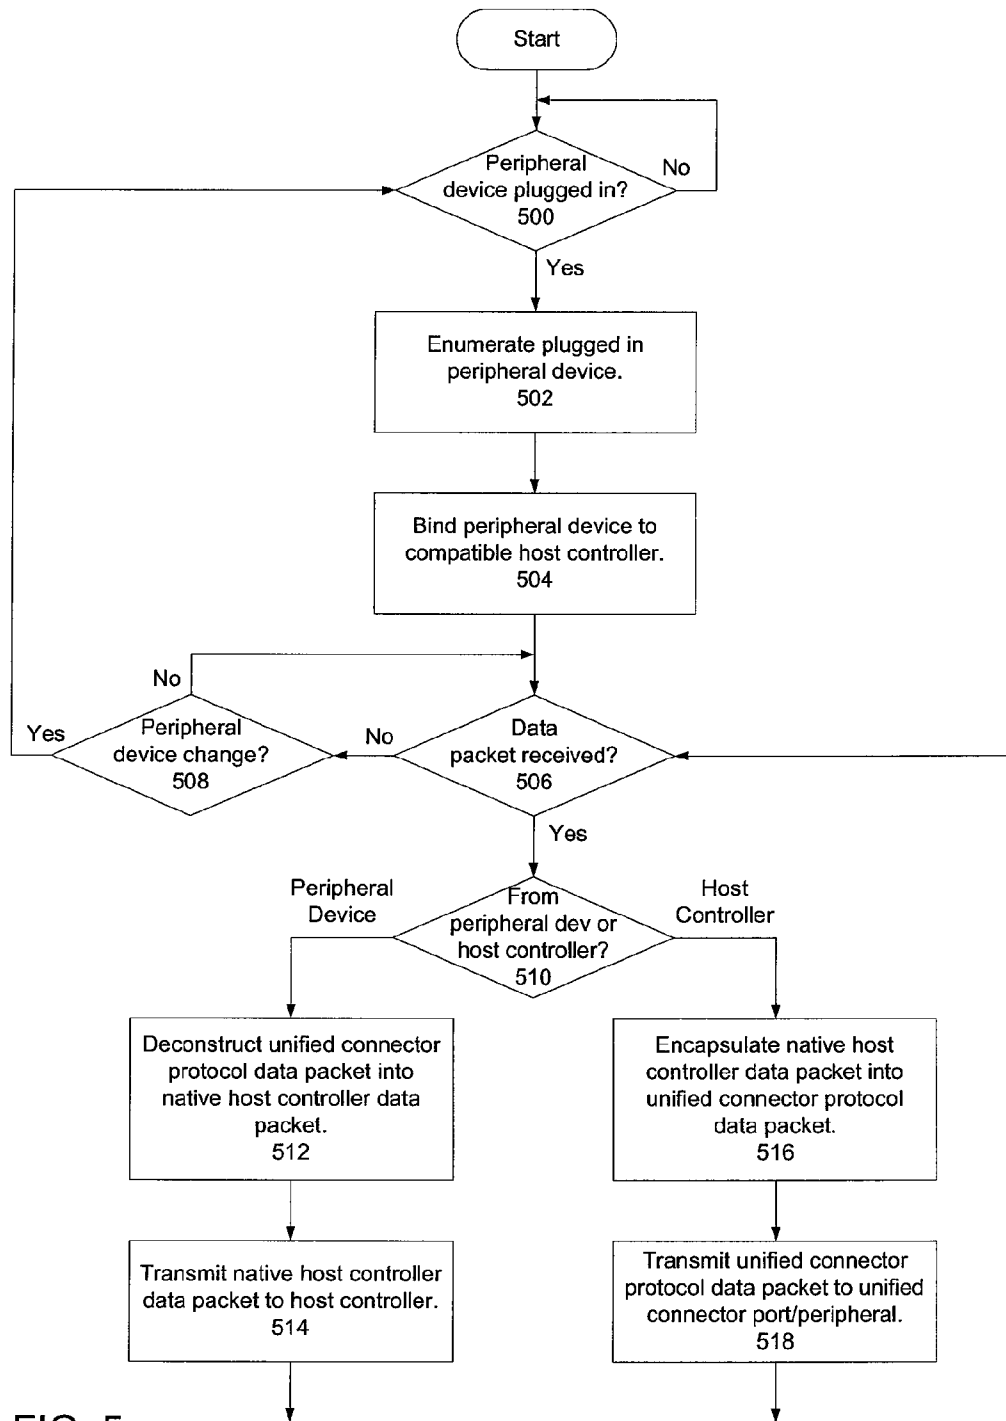 Start
Peripheral
device plugged in?
500
No
Yes
Enumerate plugged in
peripheral device.
502
Bind peripheral device to
compatible host controller.
504
No
Yes
Peripheral
device change?
508
No
Data
packet received?
506
Yes
Peripheral
Device
From
peripheral dev or
host controller?
510
Host
Controller
Deconstruct unified connector
protocol data packet into
native host controller data
packet.
512
Encapsulate native host
controller data packet into
unified connector protocol
data packet.
516
Transmit native host controller
data packet to host controller.
514
Transmit unified connector
protocol data packet to unified
connector port/peripheral.
518
FIG. 5